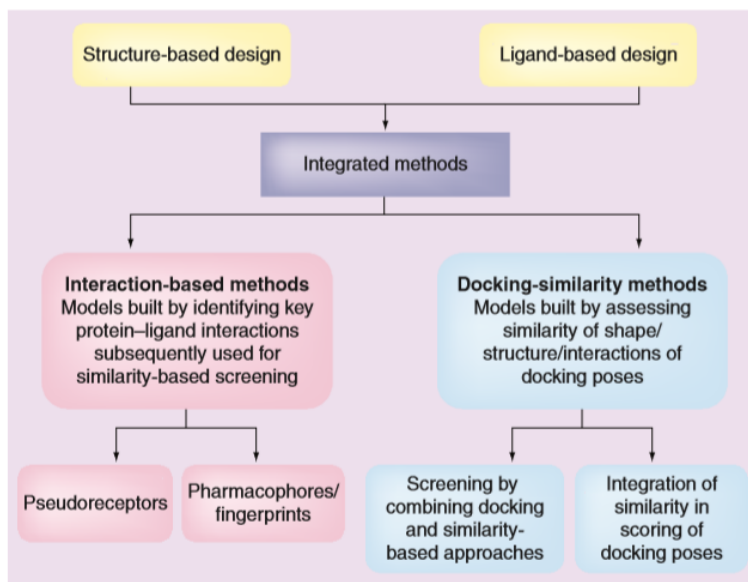 Structure-based design
Ligand-based design
Integrated methods
Interaction-based methods
Models built by identifying key
protein–ligand interactions
subsequently used for
similarity-based screening
Docking-similarity methods
Models built by assessing
similarity of shape/
structure/interactions of
docking poses
Pseudoreceptors
Pharmacophores/
fingerprints
Screening by
combining docking
and similarity-
based approaches
Integration of
similarity in
scoring of
docking poses